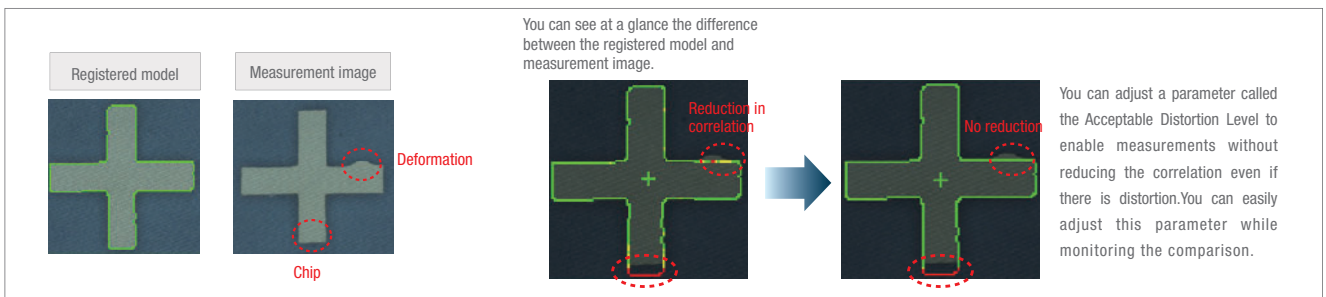 Registered model
Measurement image
Deformation
Chip
You can see at a glance the difference
between the registered model and
measurement image.
Reduction in
correlation
No reduction
You can adjust a parameter called
the Acceptable Distortion Level to
enable measurements without
reducing the correlation even if
there is distortion.You can easily
adjust this parameter while
monitoring the comparison.